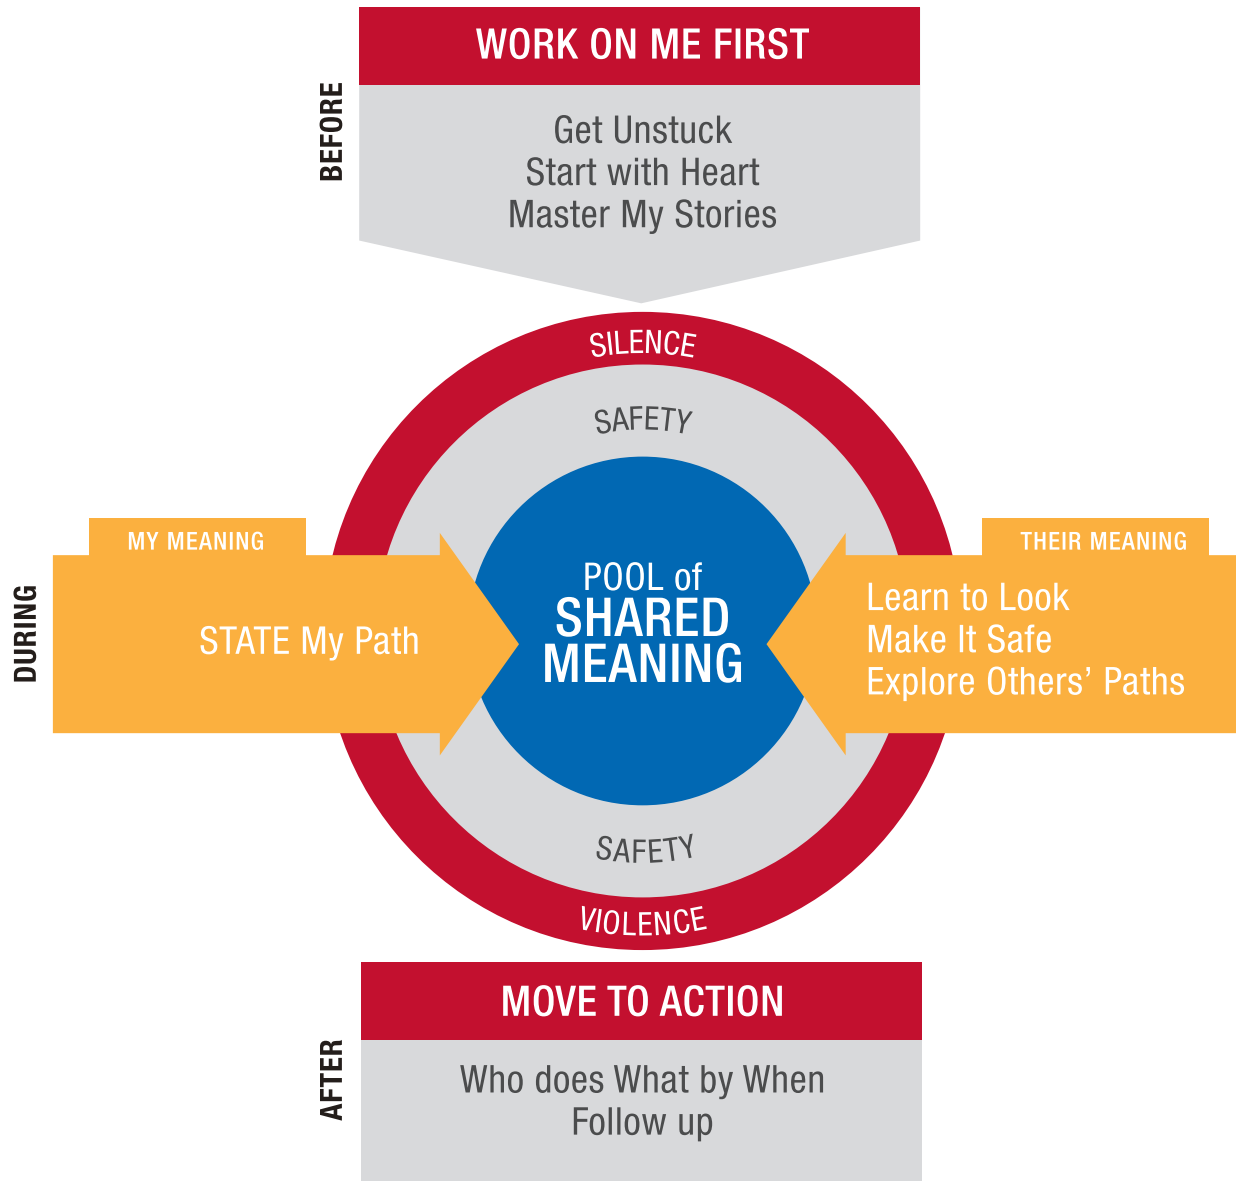 BEFORE
WORK ON ME FIRST
Get Unstuck
Start with Heart
Master My Stories
SILENCE
SAFETY
DURING
MY MEANING
STATE My Path
POOL of
SHARED
MEANING
THEIR MEANING
Learn to Look
Make It Safe
Explore Others’ Paths
SAFETY
VIOLENCE
AFTER
MOVE TO ACTION
Who does What by When
Follow up